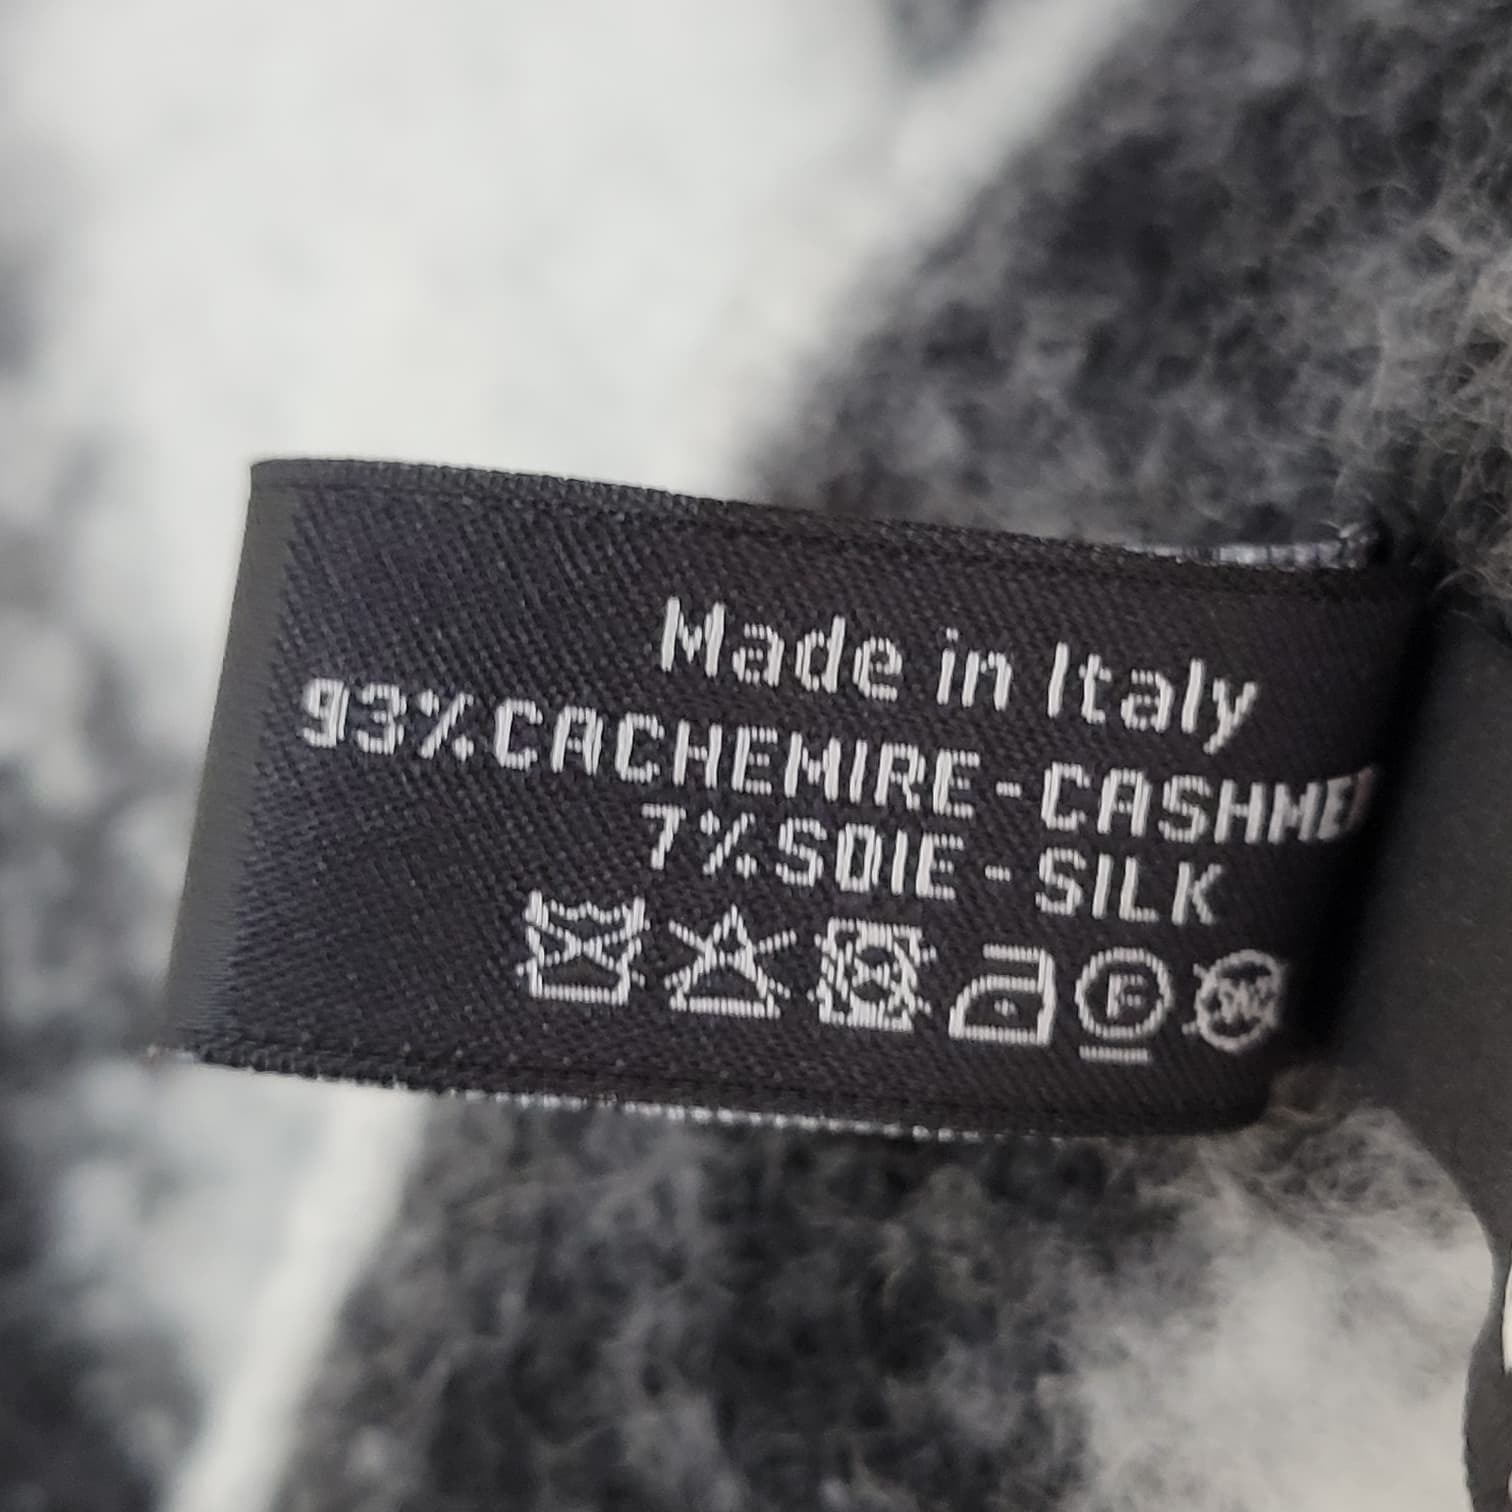 Made in Italy
93% CACHEMIRE - CASHME
7% SOIE - SILK
F